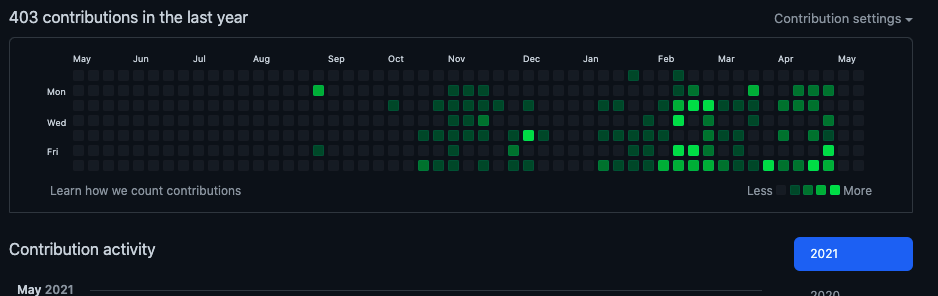 403 contributions in the last year
Contribution settings
May Jun Jul Aug Sep Oct Nov Dec Jan Feb Mar Apr May
Mon
Wed
Fri
Learn how we count contributions
Less More
Contribution activity
2021
May 2021
2020